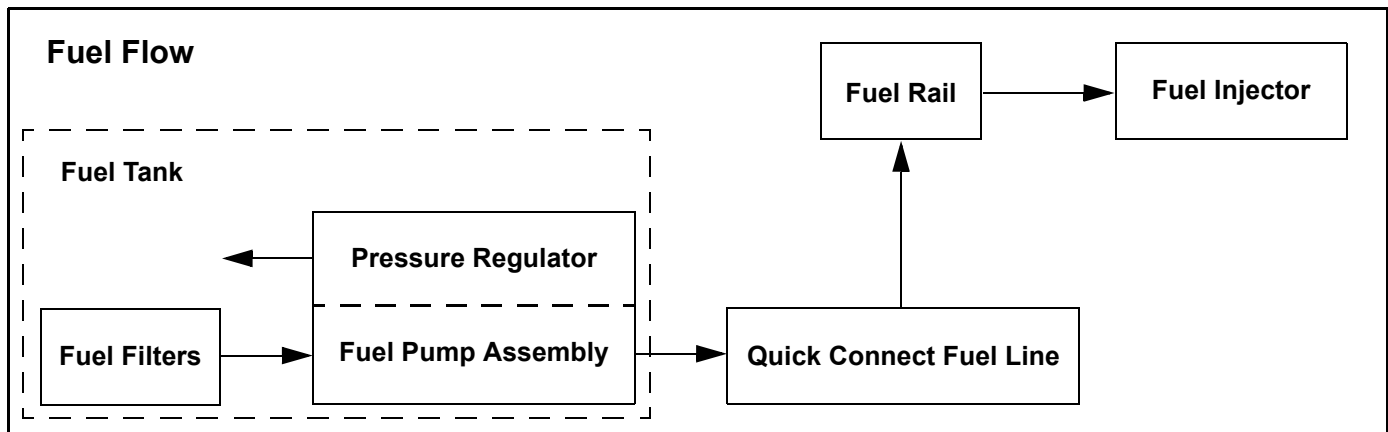 Fuel Flow
Fuel Rail
Fuel Injector
Fuel Tank
Pressure Regulator
Fuel Filters
Fuel Pump Assembly
Quick Connect Fuel Line